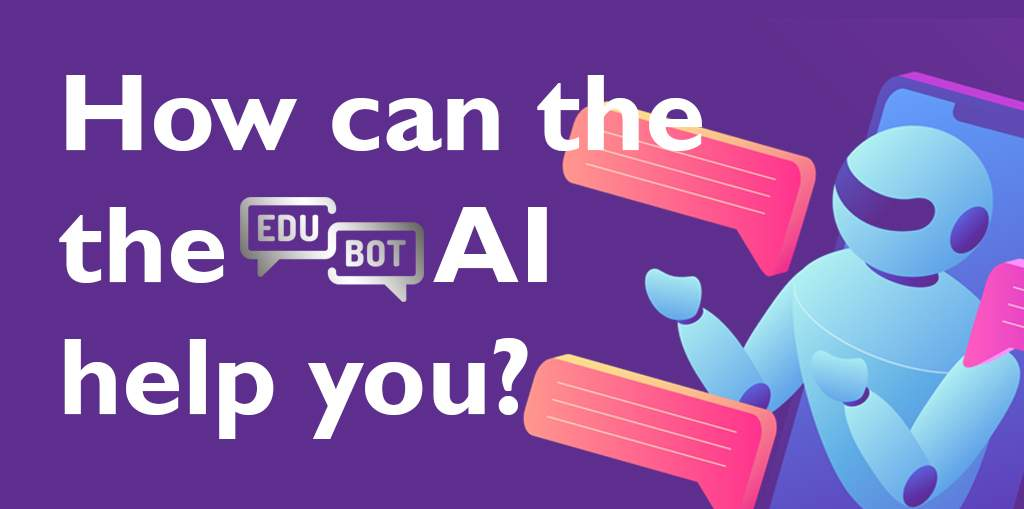 How can the
the EDU BOT AI
help you?